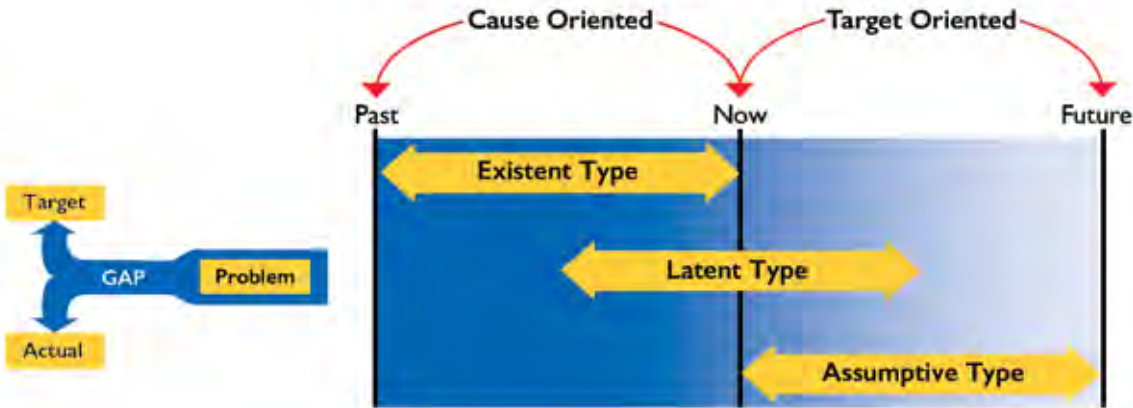 Cause Oriented
Target Oriented
Past
Now
Future
Existent Type
Target
Latent Type
GAP
Problem
Actual
Assumptive Type